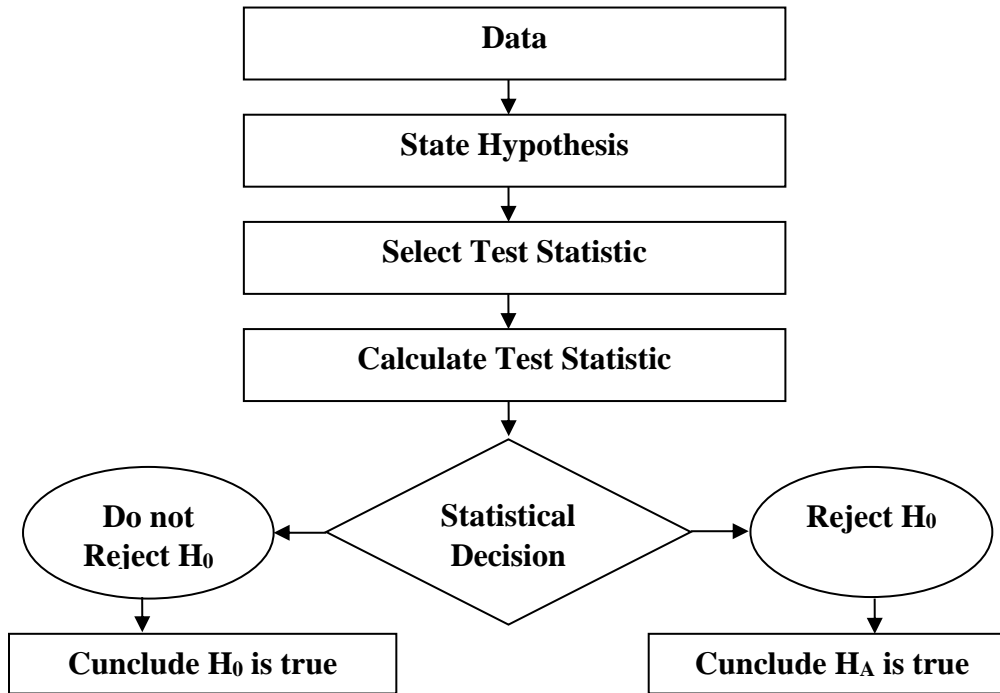 Data
State Hypothesis
Select Test Statistic
Calculate Test Statistic
Do not
Reject H₀
Statistical
Decision
Reject H₀
Cunclude H₀ is true
Cunclude Hᴀ is true